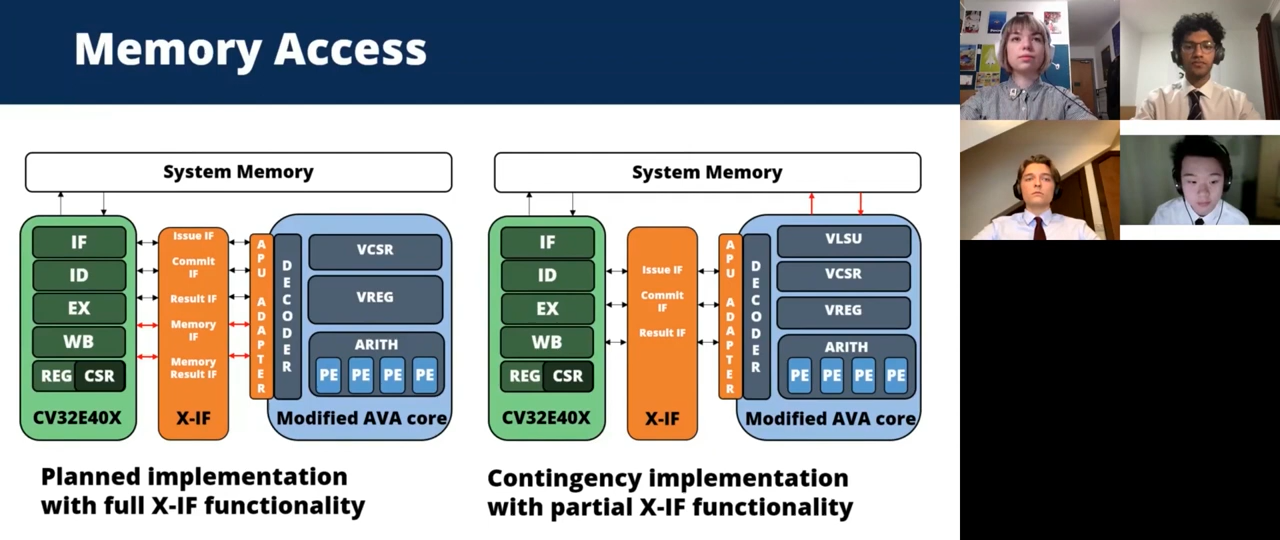 Memory Access
System Memory
IF
ID
EX
WB
REG CSR
CV32E40X
Issue IF
Commit
IF
Result IF
Memory
IF
Memory
Result IF
X-IF
APU ADAPTER
DECODER
VCSR
VREG
ARITH
PE PE PE PE
Modified AVA core
Planned implementation
with full X-IF functionality
System Memory
IF
ID
EX
WB
REG CSR
CV32E40X
Issue IF
Commit
IF
Result IF
X-IF
APU ADAPTER
DECODER
VLSU
VCSR
VREG
ARITH
PE PE PE PE
Modified AVA core
Contingency implementation
with partial X-IF functionality